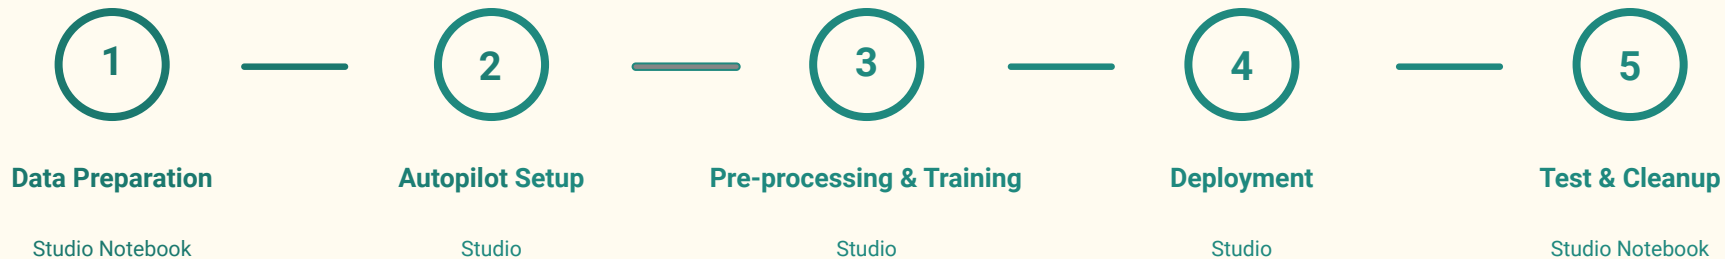 1 2 3 4 5
Data Preparation Autopilot Setup Pre-processing & Training Deployment Test & Cleanup
Studio Notebook Studio Studio Studio Studio Notebook